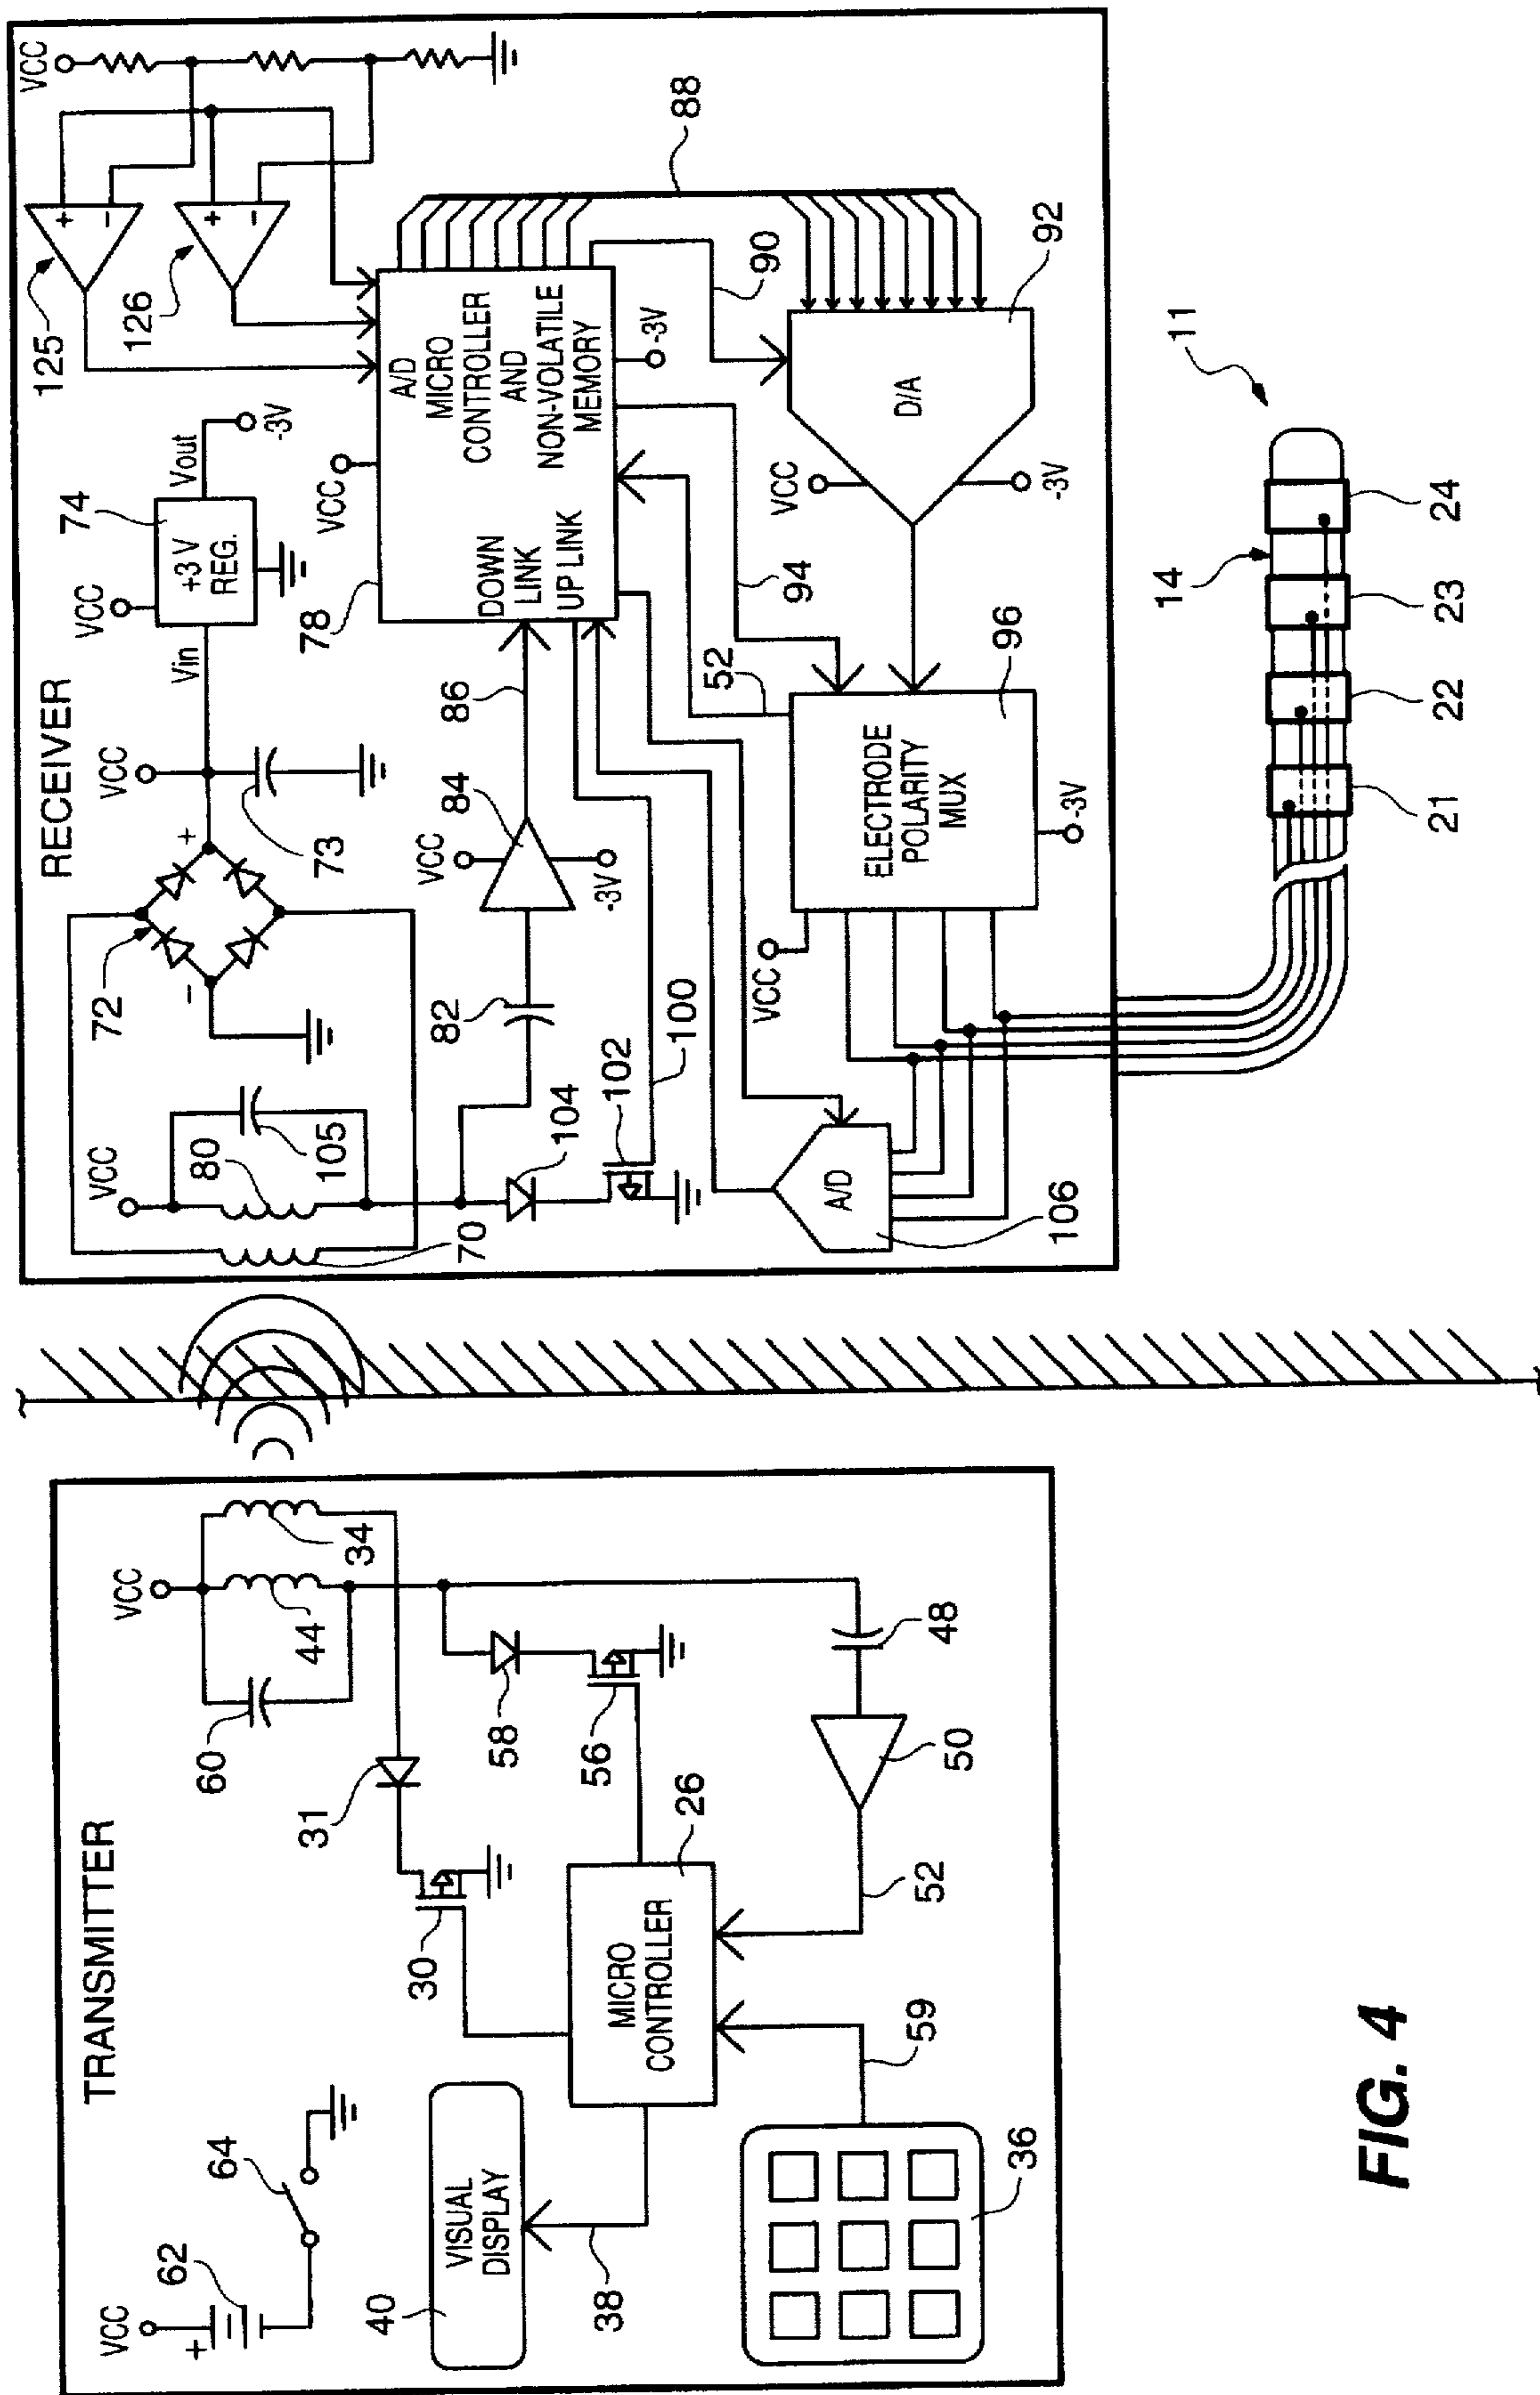 TRANSMITTER
VCC
+
62
64
40
VISUAL
DISPLAY
38
36
59
MICRO
CONTROLLER
26
30
31
60
VCC
44
34
58
56
48
50
52
RECEIVER
VCC
80
105
70
72
-
+
VCC
73
Vin
VCC
+3 V
REG.
74
Vout
-3V
125
126
+
-
+
-
VCC
82
104
102
100
VCC
84
-3V
86
78
VCC
A/D
MICRO
CONTROLLER
AND
NON-VOLATILE
MEMORY
DOWN
LINK
UP LINK
-3V
88
90
94
52
A/D
106
VCC
ELECTRODE
POLARITY
MUX
96
-3V
VCC
D/A
92
-3V
11
14
21
22
23
24
FIG. 4